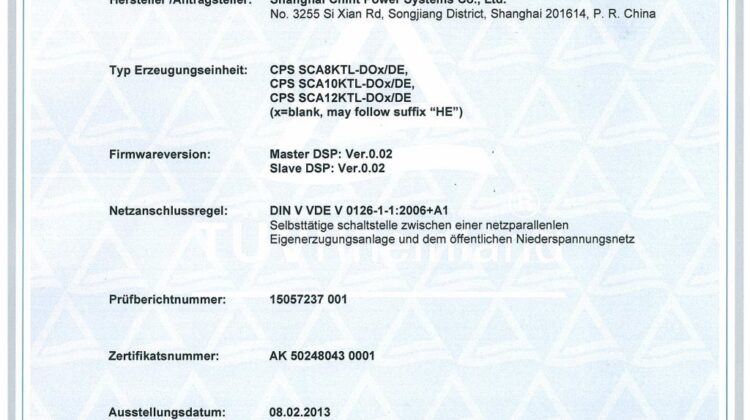 Hersteller /Antragsteller: Shanghai Chint Power Systems Co., Ltd.
No. 3255 Si Xian Rd, Songjiang District, Shanghai 201614, P. R. China
Typ Erzeugungseinheit: CPS SCA8KTL-DOx/DE,
CPS SCA10KTL-DOx/DE,
CPS SCA12KTL-DOx/DE
(x=blank, may follow suffix “HE”)
Firmwareversion: Master DSP: Ver.0.02
Slave DSP: Ver.0.02
Netzanschlussregel: DIN V VDE V 0126-1-1:2006+A1
Selbsttätige schaltstelle zwischen einer netzparallenlen
Eigenerzugungsanlage und dem öffentlichen Niederspannungsnetz
TÜVRheinland®
Prüfberichtnummer: 15057237 001
Zertifikatsnummer: AK 50248043 0001
Ausstellungsdatum: 08.02.2013